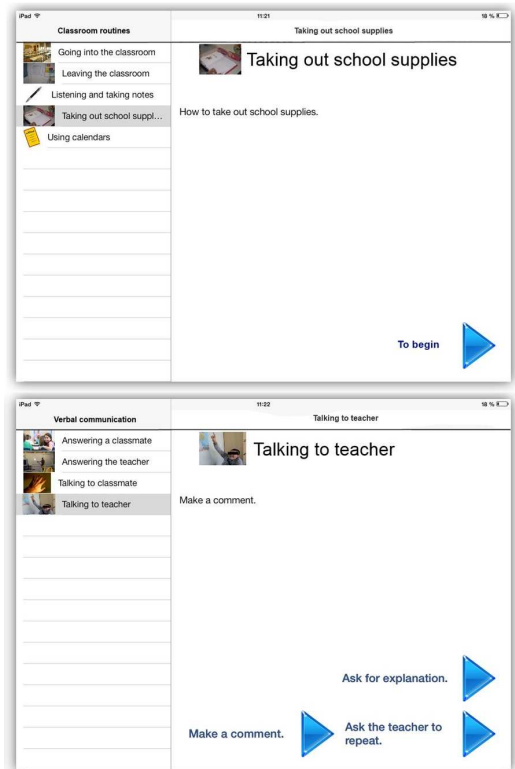 iPad 11:21 18 %
Classroom routines
Taking out school supplies
Going into the classroom
Leaving the classroom
Listening and taking notes
Taking out school suppl...
Using calendars
Taking out school supplies
How to take out school supplies.
To begin
iPad 11:22 18 %
Verbal communication
Talking to teacher
Answering a classmate
Answering the teacher
Talking to classmate
Talking to teacher
Talking to teacher
Make a comment.
Ask for explanation.
Make a comment.
Ask the teacher to
repeat.